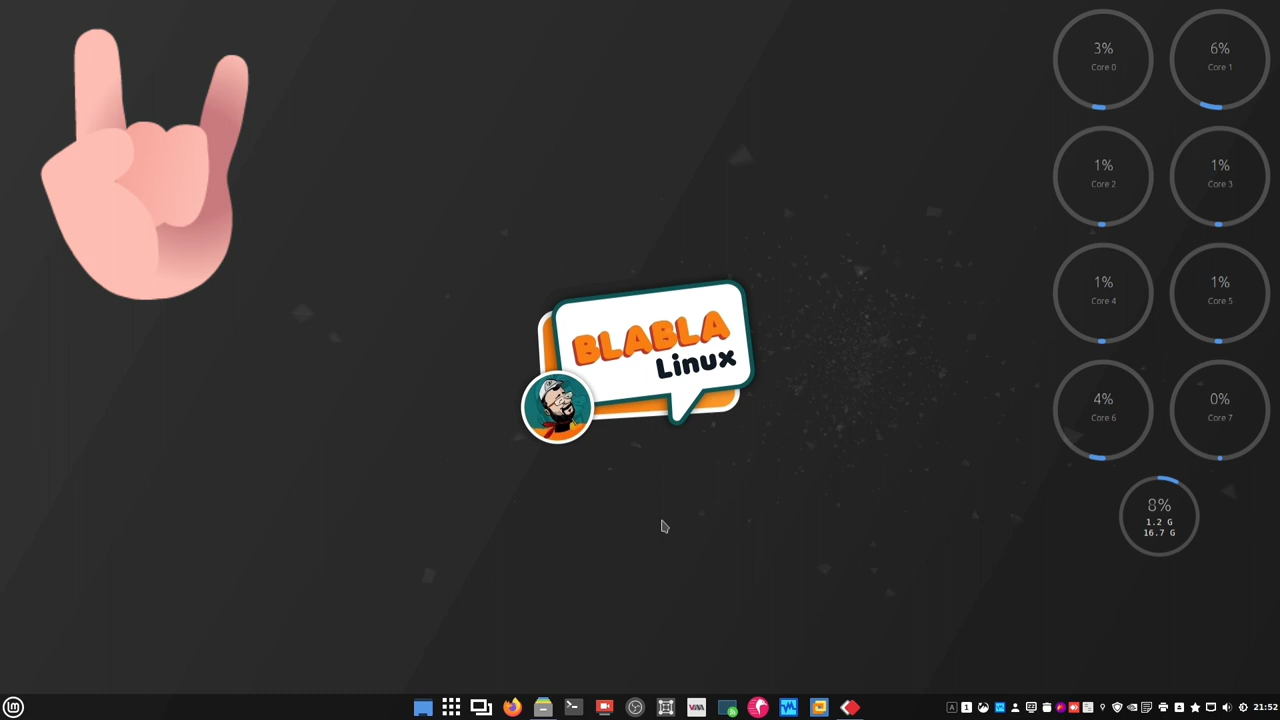 3%
Core 0
6%
Core 1
1%
Core 2
1%
Core 3
BLABLA
Linux
1%
Core 4
1%
Core 5
4%
Core 6
0%
Core 7
8%
1.2 G
16.7 G
21:52